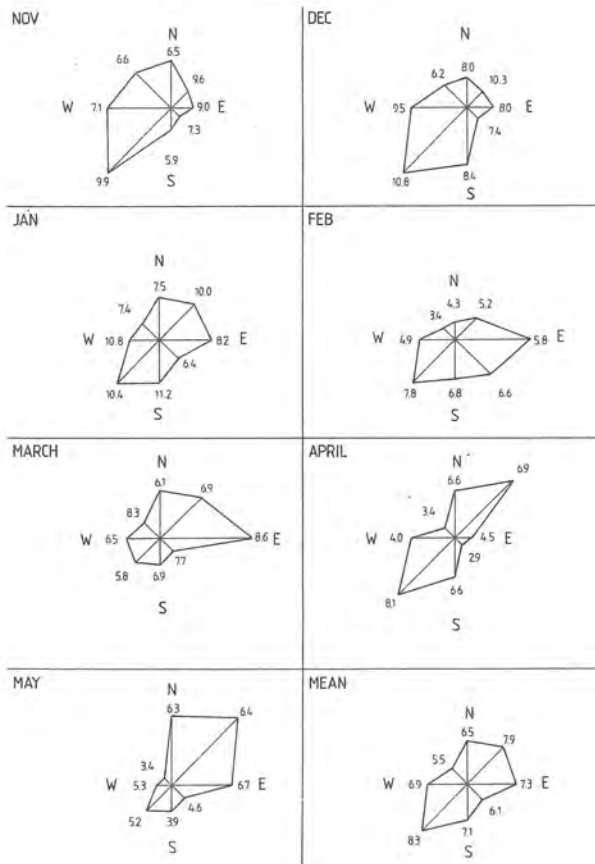 NOV
N
6.5
6.6
9.6
W
7.1
9.0
E
7.3
5.9
9.9
S
DEC
N
8.0
6.2
10.3
W
9.5
8.0
E
7.4
10.8
8.4
S
JAN
N
7.5
10.0
7.4
W
10.8
8.2
E
6.4
10.4
11.2
S
FEB
N
4.3
5.2
3.4
W
4.9
5.8
E
7.8
6.8
6.6
S
MARCH
N
6.1
6.9
8.3
W
6.5
8.6
E
7.7
5.8
6.9
S
APRIL
N
6.9
6.6
3.4
W
4.0
4.5
E
2.9
6.6
8.1
S
MAY
N
6.3
6.4
3.4
W
5.3
6.7
E
4.6
5.2
3.9
S
MEAN
N
6.5
7.9
5.5
W
6.9
7.3
E
6.1
8.3
7.1
S